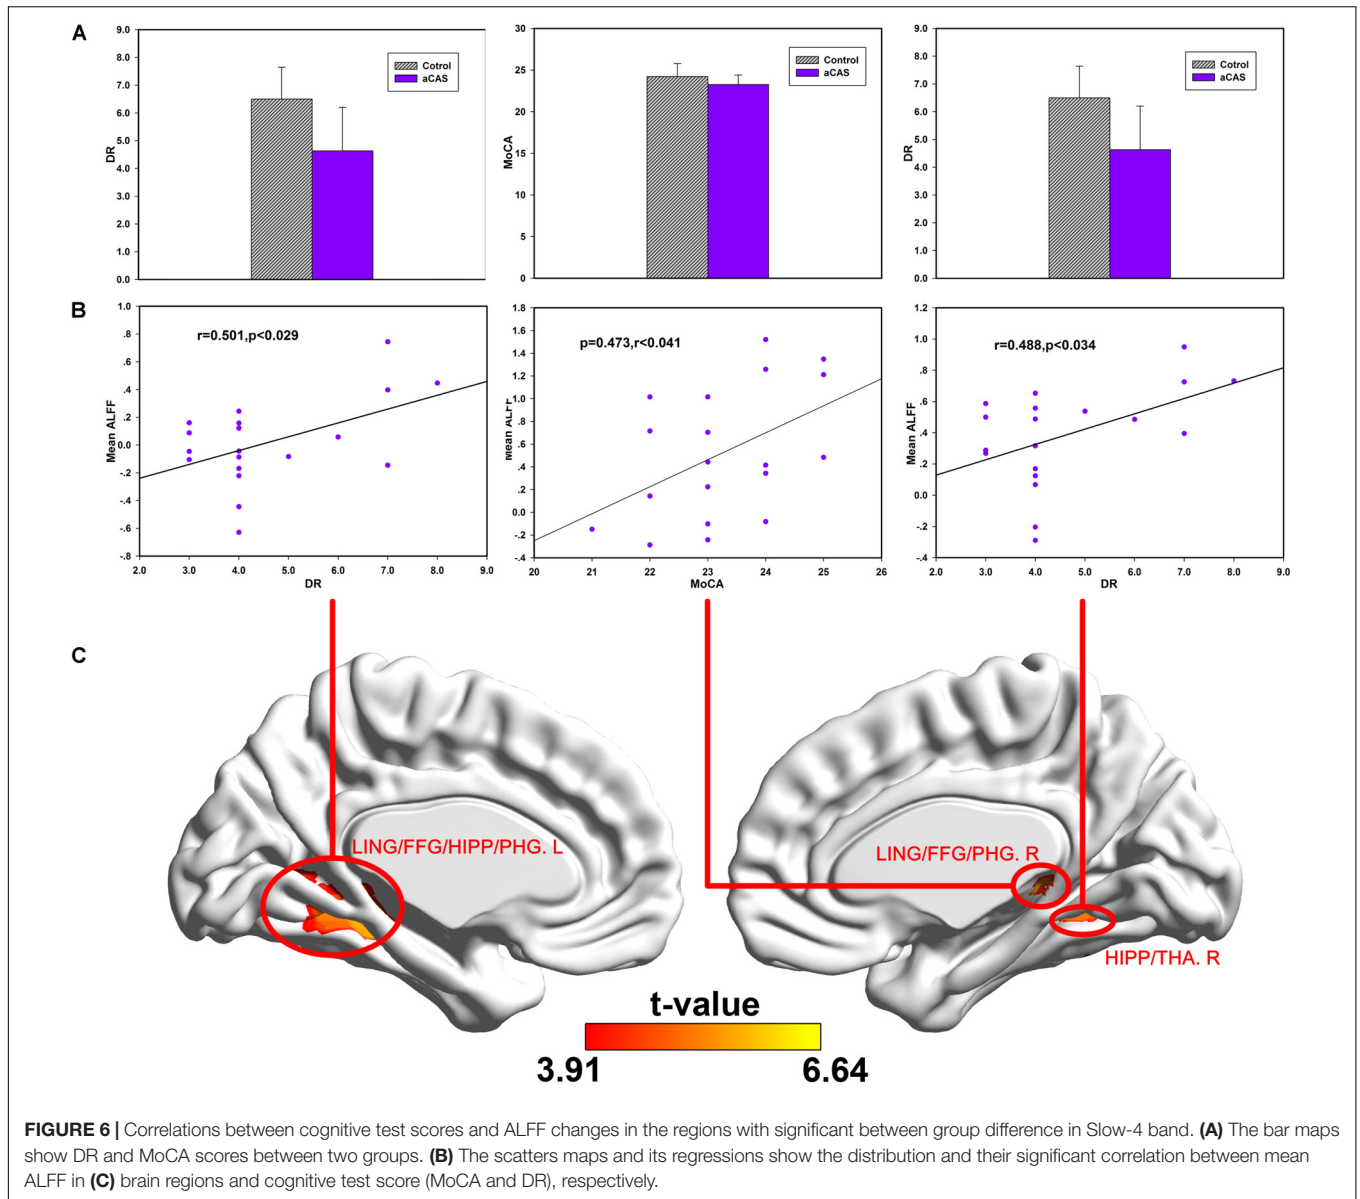 A
9.0
8.0
7.0
6.0
5.0
4.0
3.0
2.0
1.0
0.0
DR
Cotrol
aCAS
30
25
20
15
10
5
0
MoCA
Cotrol
aCAS
9.0
8.0
7.0
6.0
5.0
4.0
3.0
2.0
1.0
0.0
DR
Cotrol
aCAS
B
1.0
.8
.6
.4
.2
0.0
-.2
-.4
-.6
-.8
Mean ALFF
r=0.501,p<0.029
2.0 3.0 4.0 5.0 6.0 7.0 8.0 9.0
DR
1.8
1.6
1.4
1.2
1.0
.8
.6
.4
.2
0.0
-.2
-.4
Mean ALFF
p=0.473,r<0.041
20 21 22 23 24 25 26
MoCA
1.2
1.0
.8
.6
.4
.2
0.0
-.2
-.4
Mean ALFF
r=0.488,p<0.034
2.0 3.0 4.0 5.0 6.0 7.0 8.0 9.0
DR
C
LING/FFG/HIPP/PHG. L
LING/FFG/PHG. R
HIPP/THA. R
t-value
3.91 6.64
FIGURE 6 | Correlations between cognitive test scores and ALFF changes in the regions with significant between group difference in Slow-4 band. (A) The bar maps
show DR and MoCA scores between two groups. (B) The scatters maps and its regressions show the distribution and their significant correlation between mean
ALFF in (C) brain regions and cognitive test score (MoCA and DR), respectively.